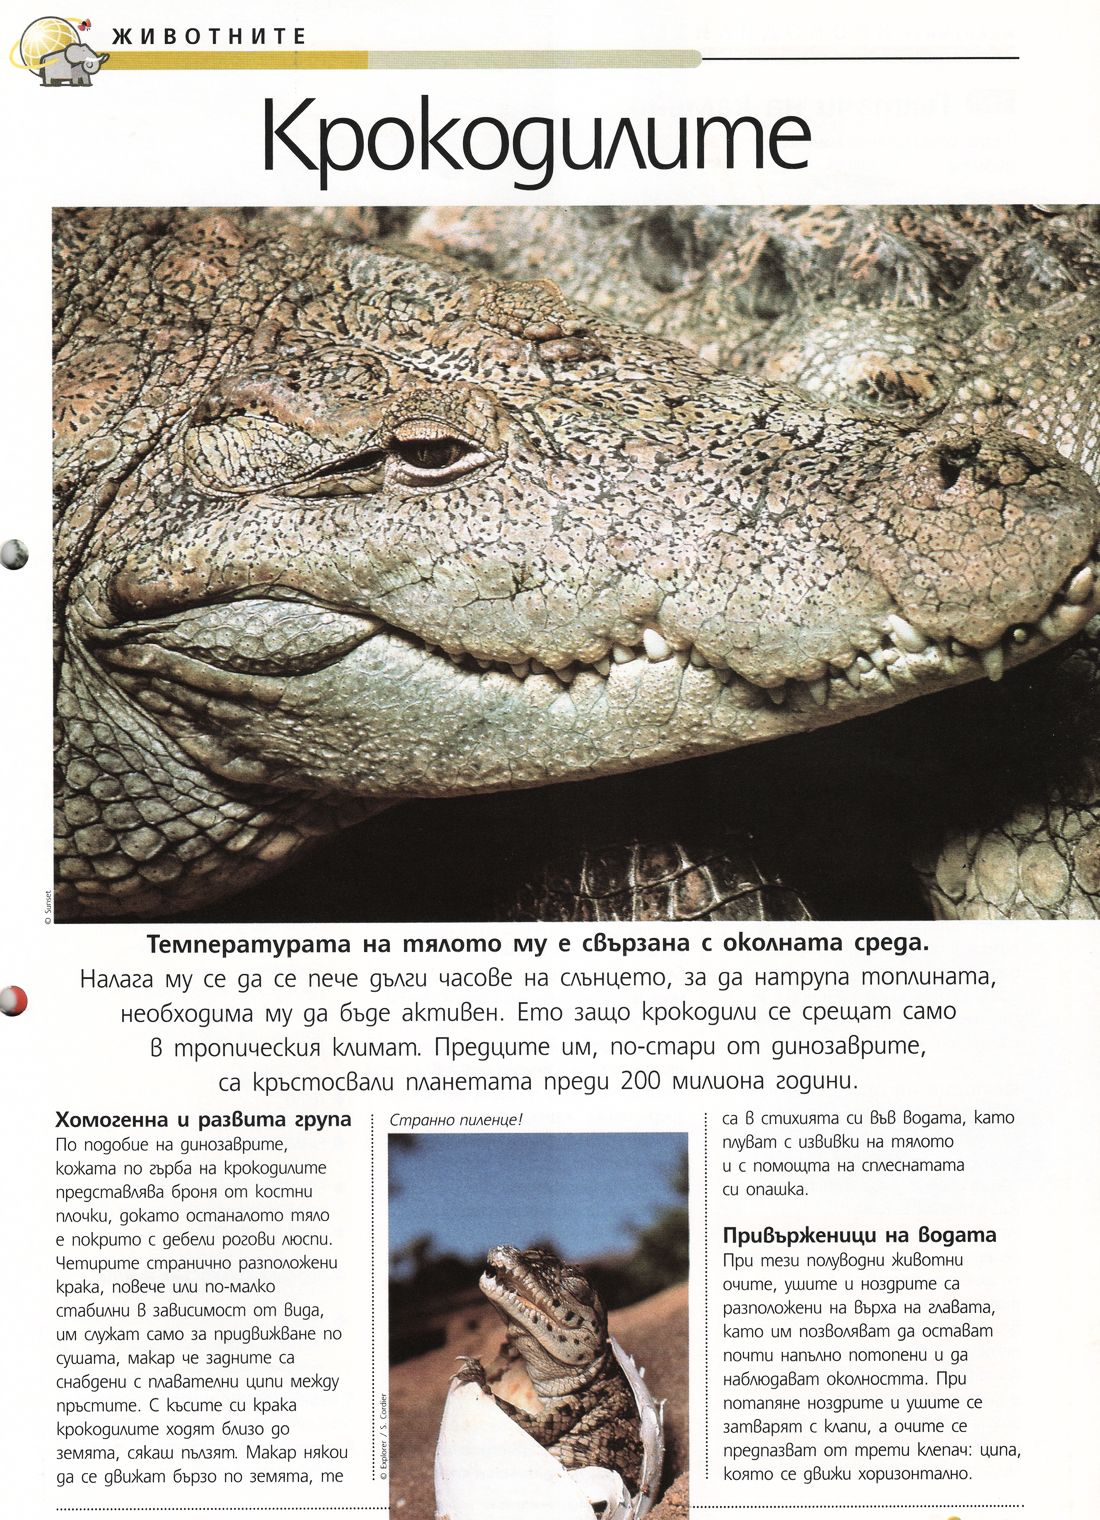 ЖИВОТНИТЕ
Крокодилите
© Sunset
Температурата на тялото му е свързана с околната среда.
Налага му се да се пече дълги часове на слънцето, за да натрупа топлината,
необходима му да бъде активен. Ето защо крокодили се срещат само
в тропическия климат. Предците им, по-стари от динозаврите,
са кръстосвали планетата преди 200 милиона години.
Хомогенна и развита група
По подобие на динозаврите,
кожата по гърба на крокодилите
представлява броня от костни
плочки, докато останалото тяло
е покрито с дебели рогови люспи.
Четирите странично разположени
крака, повече или по-малко
стабилни в зависимост от вида,
им служат само за придвижване по
сушата, макар че задните са
снабдени с плавателни ципи между
пръстите. С късите си крака
крокодилите ходят близо до
земята, сякаш пълзят. Макар някои
да се движат бързо по земята, те
Странно пиленце!
© Explorer / S. Cordier
са в стихията си във водата, като
плуват с извивки на тялото
и с помощта на сплеснатата
си опашка.
Привърженици на водата
При тези полуводни животни
очите, ушите и ноздрите са
разположени на върха на главата,
като им позволяват да остават
почти напълно потопени и да
наблюдават околността. При
потапяне ноздрите и ушите се
затварят с клапи, а очите се
предпазват от трети клепач: ципа,
която се движи хоризонтално.